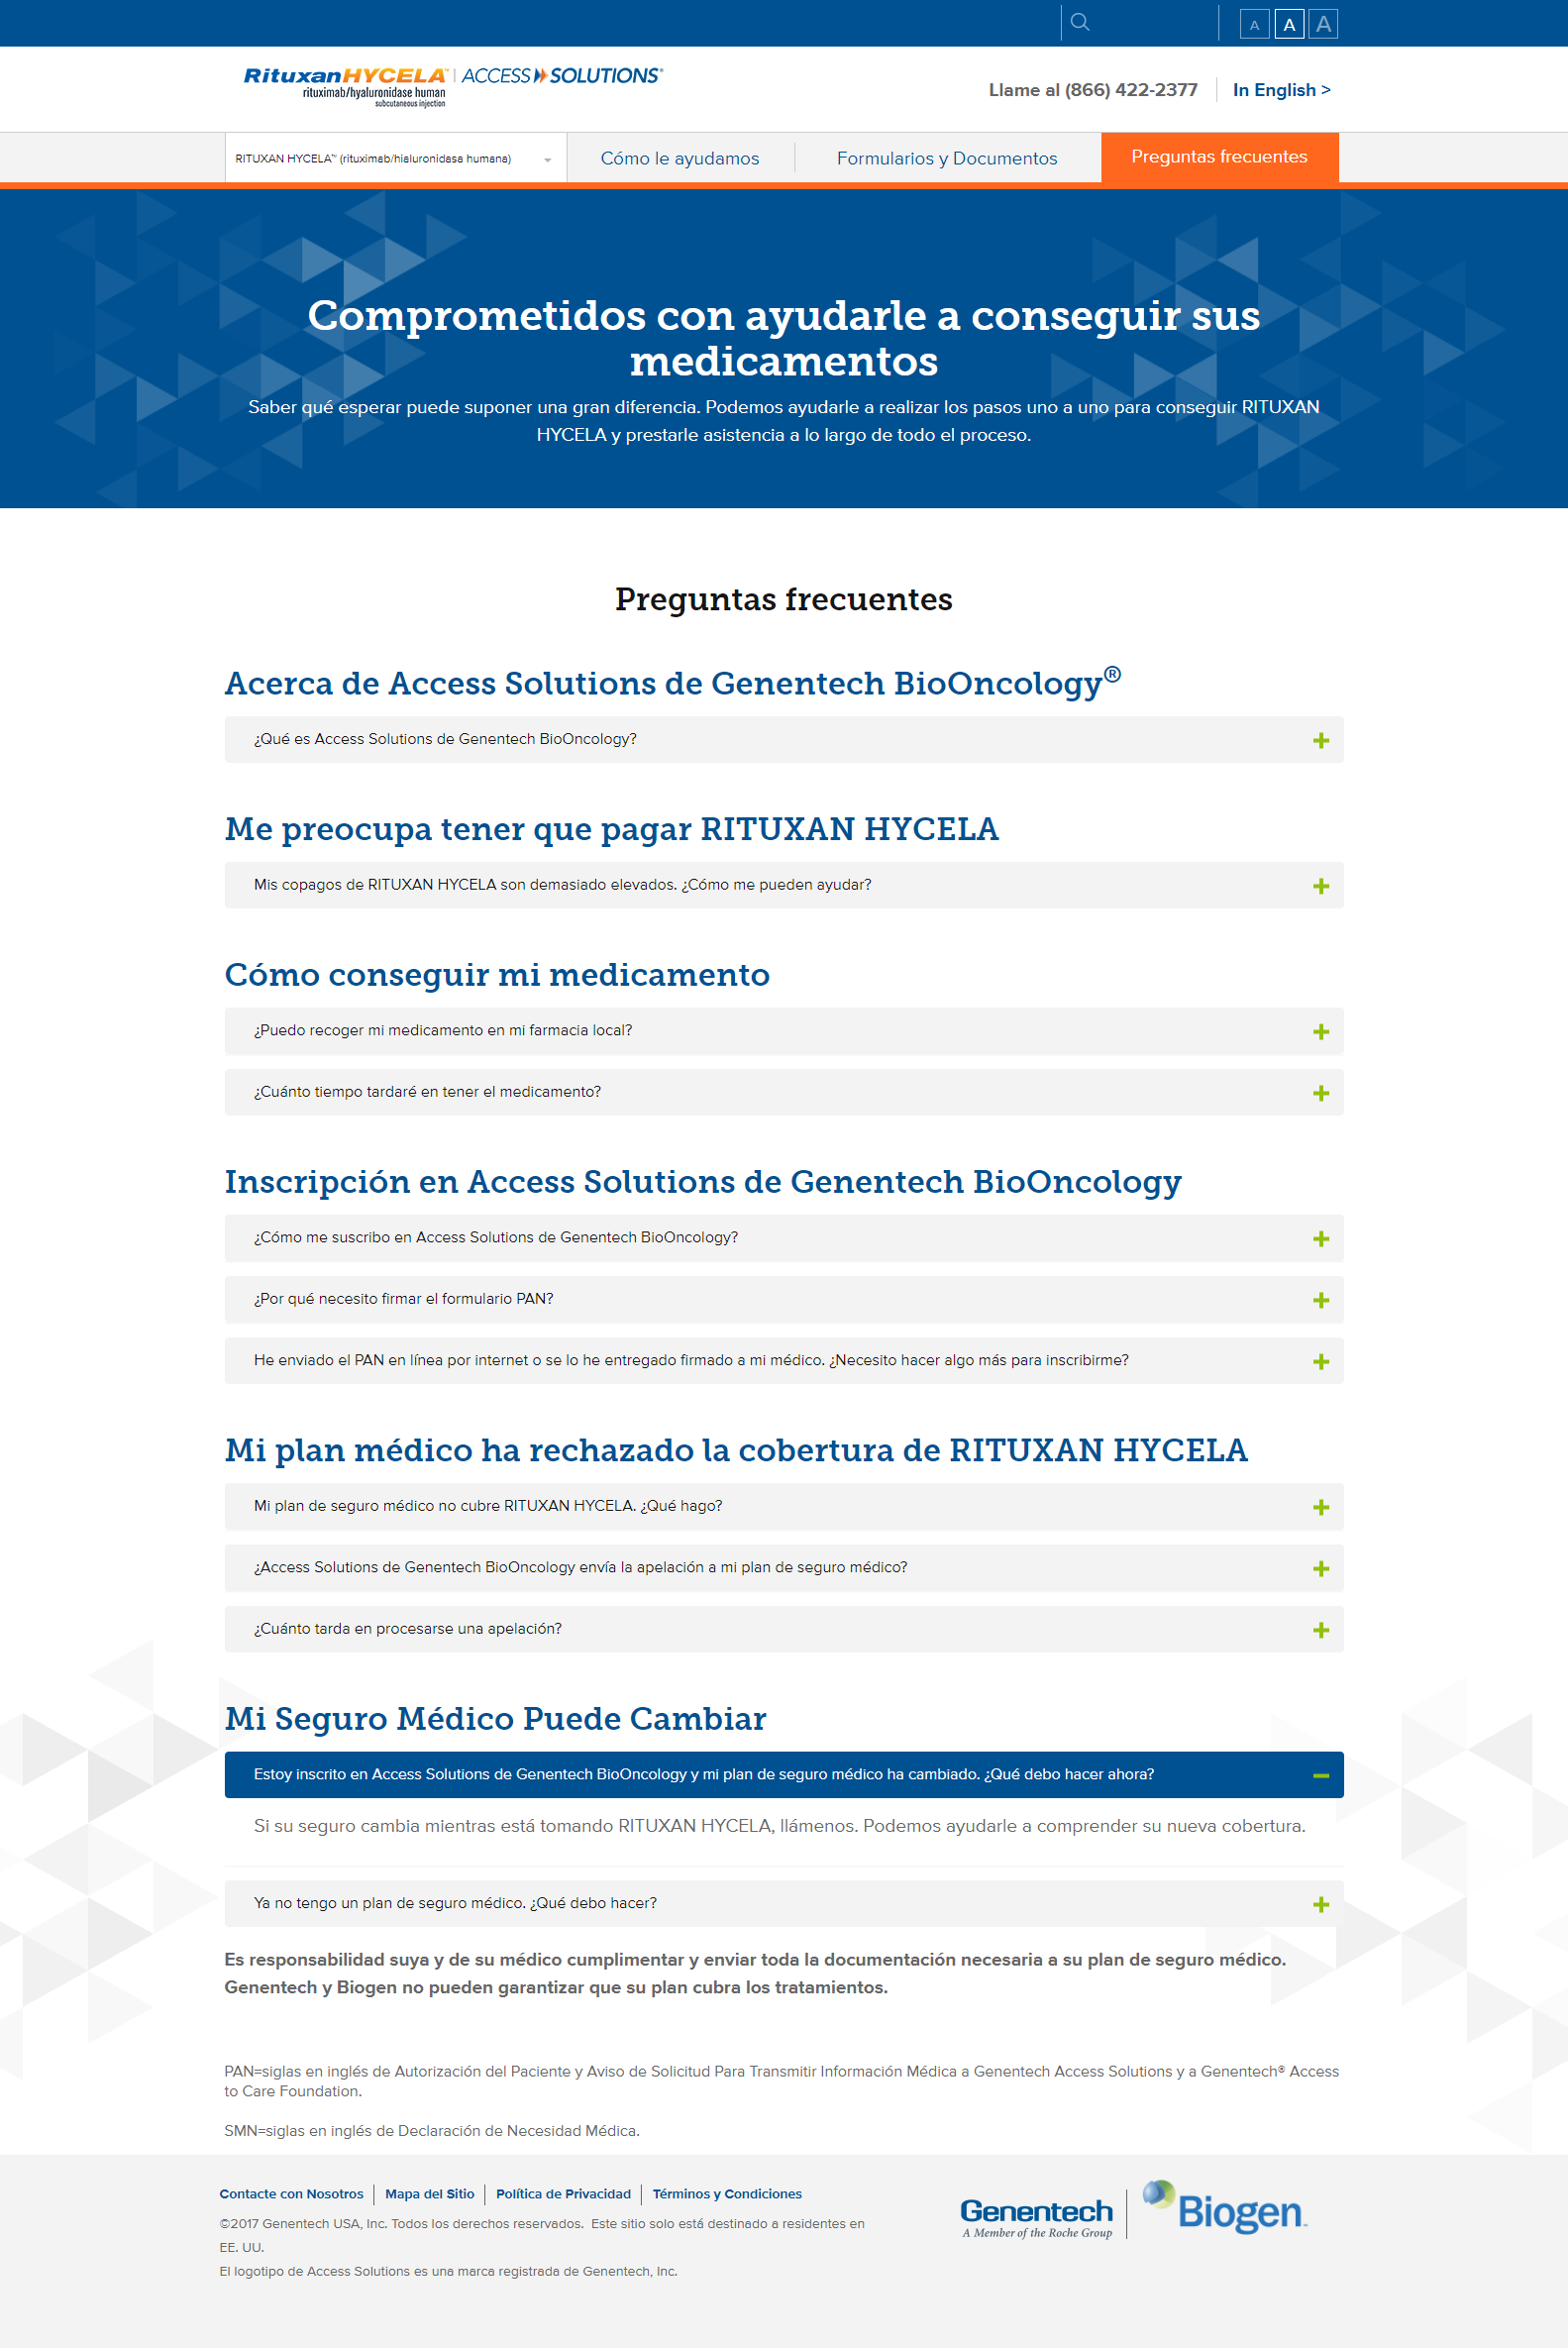 A A A
RituxanHYCELA™ | ACCESS SOLUTIONS®
rituximab/hyaluronidase human
subcutaneous injection
Llame al (866) 422-2377
In English >
RITUXAN HYCELA™ (rituximab/hialuronidasa humana)
Cómo le ayudamos
Formularios y Documentos
Preguntas frecuentes
Comprometidos con ayudarle a conseguir sus
medicamentos
Saber qué esperar puede suponer una gran diferencia. Podemos ayudarle a realizar los pasos uno a uno para conseguir RITUXAN
HYCELA y prestarle asistencia a lo largo de todo el proceso.
Preguntas frecuentes
Acerca de Access Solutions de Genentech BioOncology®
¿Qué es Access Solutions de Genentech BioOncology?
Me preocupa tener que pagar RITUXAN HYCELA
Mis copagos de RITUXAN HYCELA son demasiado elevados. ¿Cómo me pueden ayudar?
Cómo conseguir mi medicamento
¿Puedo recoger mi medicamento en mi farmacia local?
¿Cuánto tiempo tardaré en tener el medicamento?
Inscripción en Access Solutions de Genentech BioOncology
¿Cómo me suscribo en Access Solutions de Genentech BioOncology?
¿Por qué necesito firmar el formulario PAN?
He enviado el PAN en línea por internet o se lo he entregado firmado a mi médico. ¿Necesito hacer algo más para inscribirme?
Mi plan médico ha rechazado la cobertura de RITUXAN HYCELA
Mi plan de seguro médico no cubre RITUXAN HYCELA. ¿Qué hago?
¿Access Solutions de Genentech BioOncology envía la apelación a mi plan de seguro médico?
¿Cuánto tarda en procesarse una apelación?
Mi Seguro Médico Puede Cambiar
Estoy inscrito en Access Solutions de Genentech BioOncology y mi plan de seguro médico ha cambiado. ¿Qué debo hacer ahora?
Si su seguro cambia mientras está tomando RITUXAN HYCELA, llámenos. Podemos ayudarle a comprender su nueva cobertura.
Ya no tengo un plan de seguro médico. ¿Qué debo hacer?
Es responsabilidad suya y de su médico cumplimentar y enviar toda la documentación necesaria a su plan de seguro médico.
Genentech y Biogen no pueden garantizar que su plan cubra los tratamientos.
PAN=siglas en inglés de Autorización del Paciente y Aviso de Solicitud Para Transmitir Información Médica a Genentech Access Solutions y a Genentech® Access
to Care Foundation.
SMN=siglas en inglés de Declaración de Necesidad Médica.
Contacte con Nosotros | Mapa del Sitio | Política de Privacidad | Términos y Condiciones
©2017 Genentech USA, Inc. Todos los derechos reservados. Este sitio solo está destinado a residentes en
EE. UU.
El logotipo de Access Solutions es una marca registrada de Genentech, Inc.
Genentech
A Member of the Roche Group
Biogen™